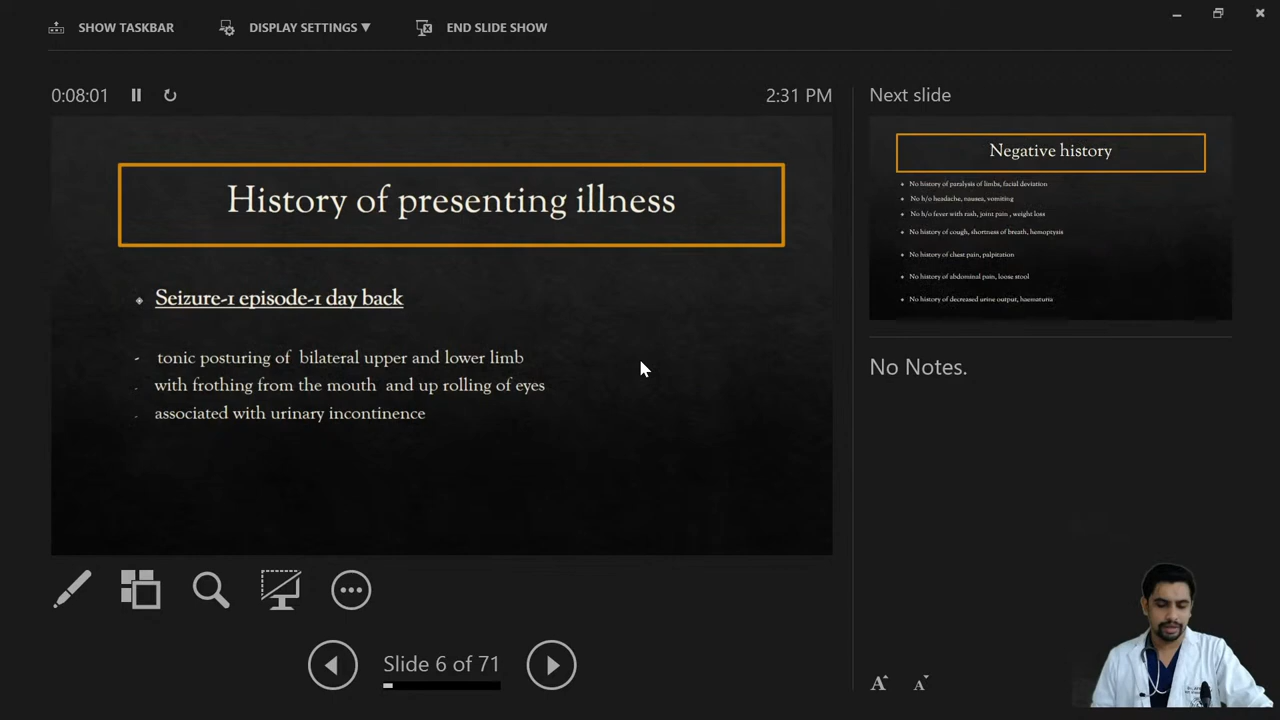 SHOW TASKBAR
DISPLAY SETTINGS ▼
END SLIDE SHOW
0:08:01
2:31 PM
History of presenting illness
Seizure-1 episode-1 day back
- tonic posturing of bilateral upper and lower limb
- with frothing from the mouth and up rolling of eyes
- associated with urinary incontinence
Slide 6 of 71
Next slide
Negative history
No history of paralysis of limbs, facial deviation
No h/o headache, nausea, vomiting
No h/o fever with rash, joint pain , weight loss
No history of cough, shortness of breath, hemoptysis
No history of chest pain, palpitation
No history of abdominal pain, loose stool
No history of decreased urine output, haematuria
No Notes.
A A